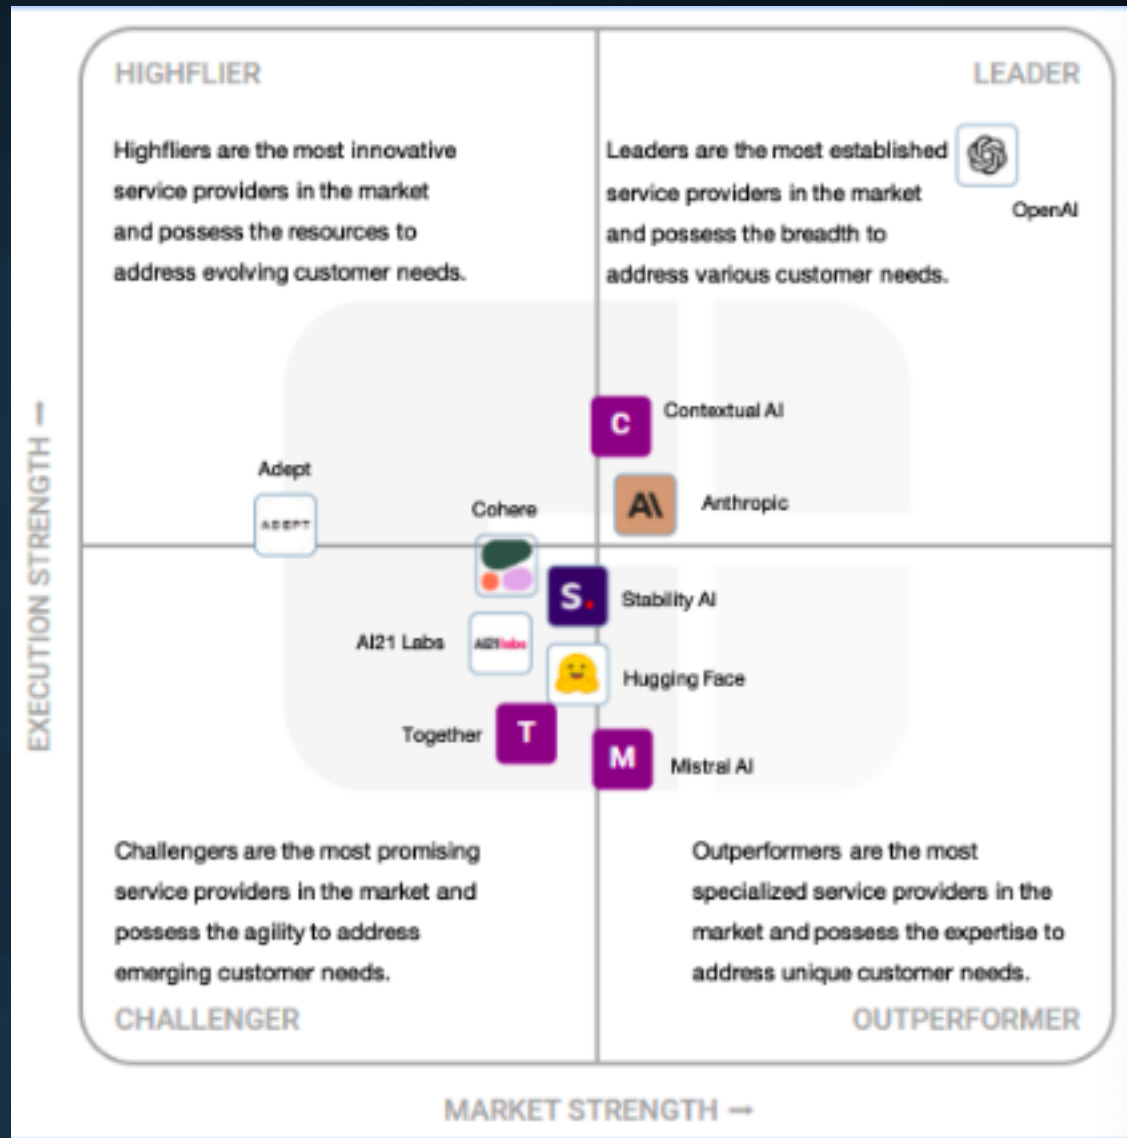 HIGHFLIER
LEADER
Highfliers are the most innovative
service providers in the market
and possess the resources to
address evolving customer needs.
Leaders are the most established
service providers in the market
and possess the breadth to
address various customer needs.
OpenAI
C
Contextual AI
Adept
ADEPT
AI
Anthropic
Cohere
S.
Stability AI
AI21 Labs
AI21labs
Hugging Face
Together
T
M
Mistral AI
EXECUTION STRENGTH →
Challengers are the most promising
service providers in the market and
possess the agility to address
emerging customer needs.
Outperformers are the most
specialized service providers in the
market and possess the expertise to
address unique customer needs.
CHALLENGER
OUTPERFORMER
MARKET STRENGTH →